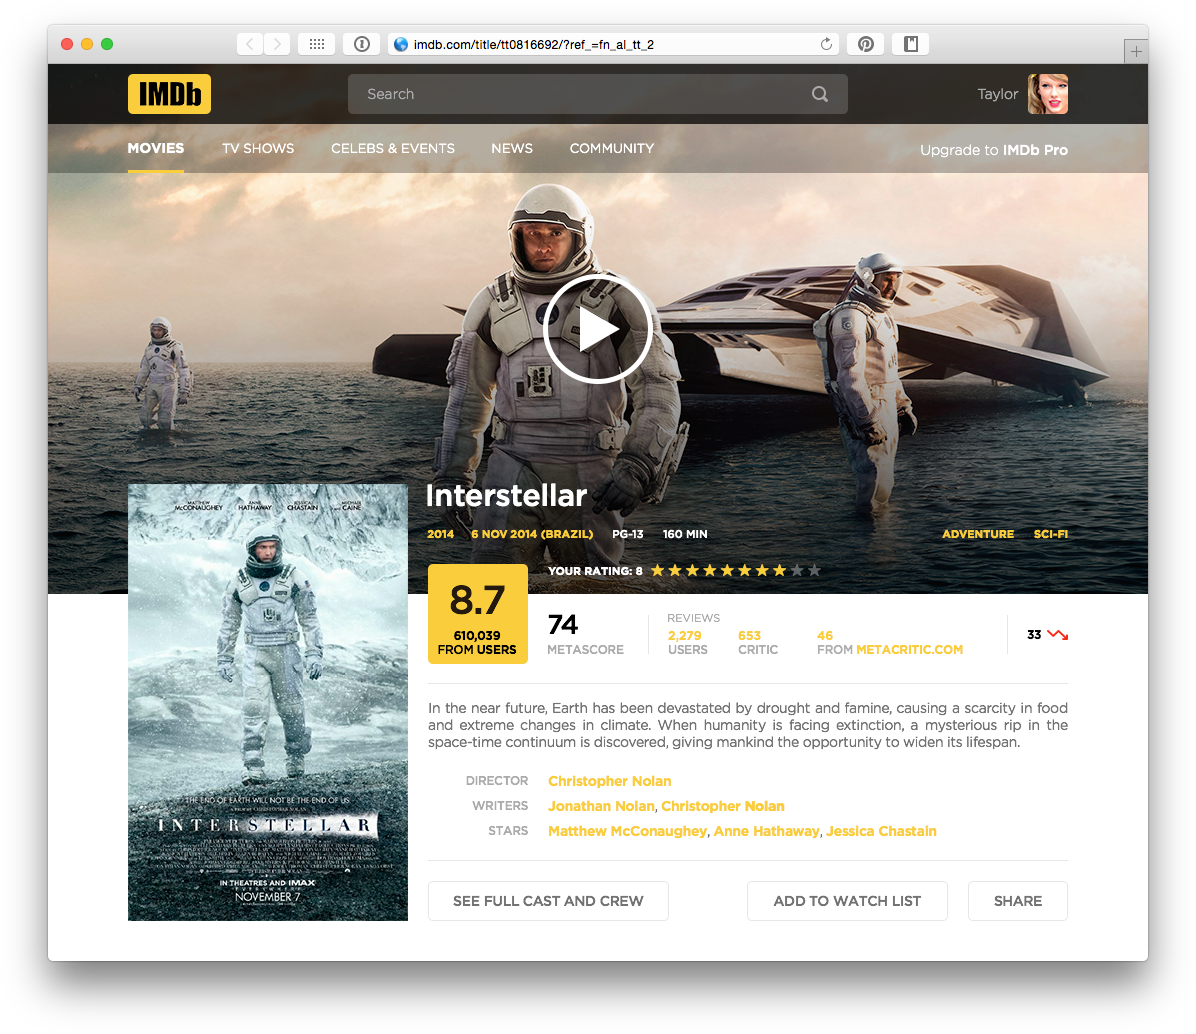 imdb.com/title/tt0816692/?ref_=fn_al_tt_2
IMDb
Search
Taylor
MOVIES TV SHOWS CELEBS & EVENTS NEWS COMMUNITY
Upgrade to IMDb Pro
Interstellar
2014 6 NOV 2014 (BRAZIL) PG-13 160 MIN
ADVENTURE SCI-FI
YOUR RATING: 8
8.7
610,039
FROM USERS
74
METASCORE
REVIEWS
2,279 653 46
USERS CRITIC FROM METACRITIC.COM
33
In the near future, Earth has been devastated by drought and famine, causing a scarcity in food
and extreme changes in climate. When humanity is facing extinction, a mysterious rip in the
space-time continuum is discovered, giving mankind the opportunity to widen its lifespan.
DIRECTOR Christopher Nolan
WRITERS Jonathan Nolan, Christopher Nolan
STARS Matthew McConaughey, Anne Hathaway, Jessica Chastain
SEE FULL CAST AND CREW
ADD TO WATCH LIST
SHARE
MATTHEW ANNE JESSICA MICHAEL
McCONAUGHEY HATHAWAY CHASTAIN AND CAINE
THE END OF EARTH WILL NOT BE THE END OF US
A FILM BY CHRISTOPHER NOLAN
INTERSTELLAR
IN THEATRES AND IMAX
NOVEMBER 7